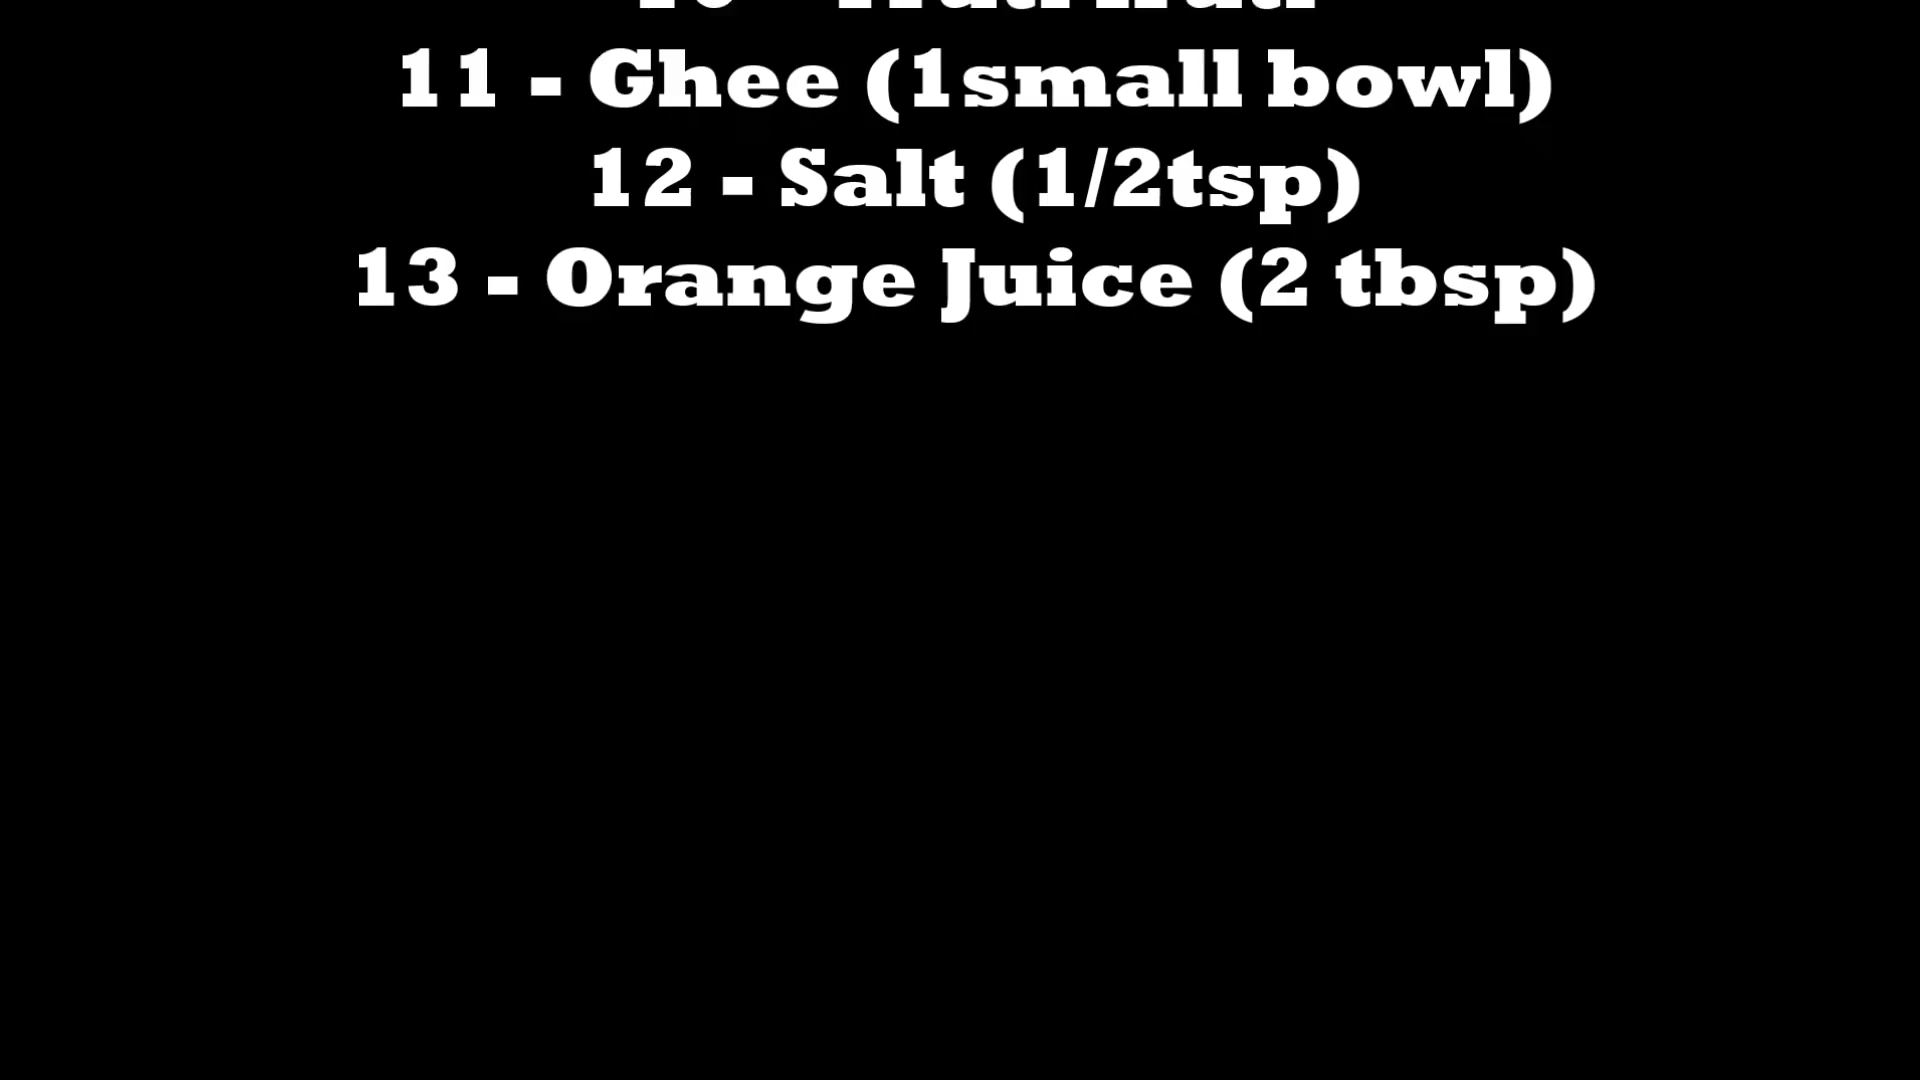 11 - Ghee (1small bowl)
12 - Salt (1/2tsp)
13 - Orange Juice (2 tbsp)